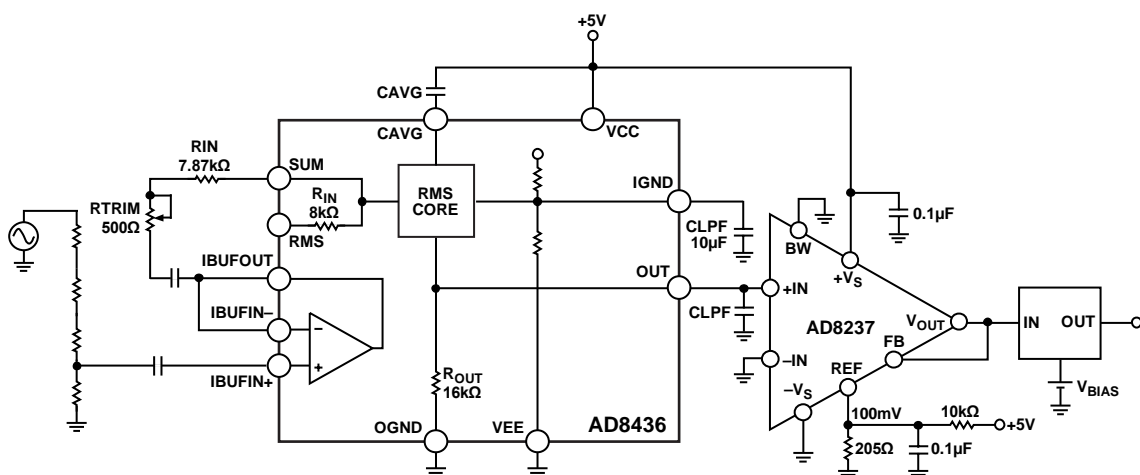 +5V
CAVG
CAVG
VCC
RIN
7.87kΩ
SUM
RTRIM
500Ω
R_IN
8kΩ
RMS
RMS
CORE
IGND
CLPF
10µF
0.1µF
BW
+V_S
IBUFOUT
OUT
+IN
CLPF
AD8237
V_OUT
IN
OUT
IBUFIN–
–
IBUFIN+
+
–IN
FB
REF
–V_S
V_BIAS
R_OUT
16kΩ
100mV
10kΩ
+5V
OGND
VEE
AD8436
205Ω
0.1µF